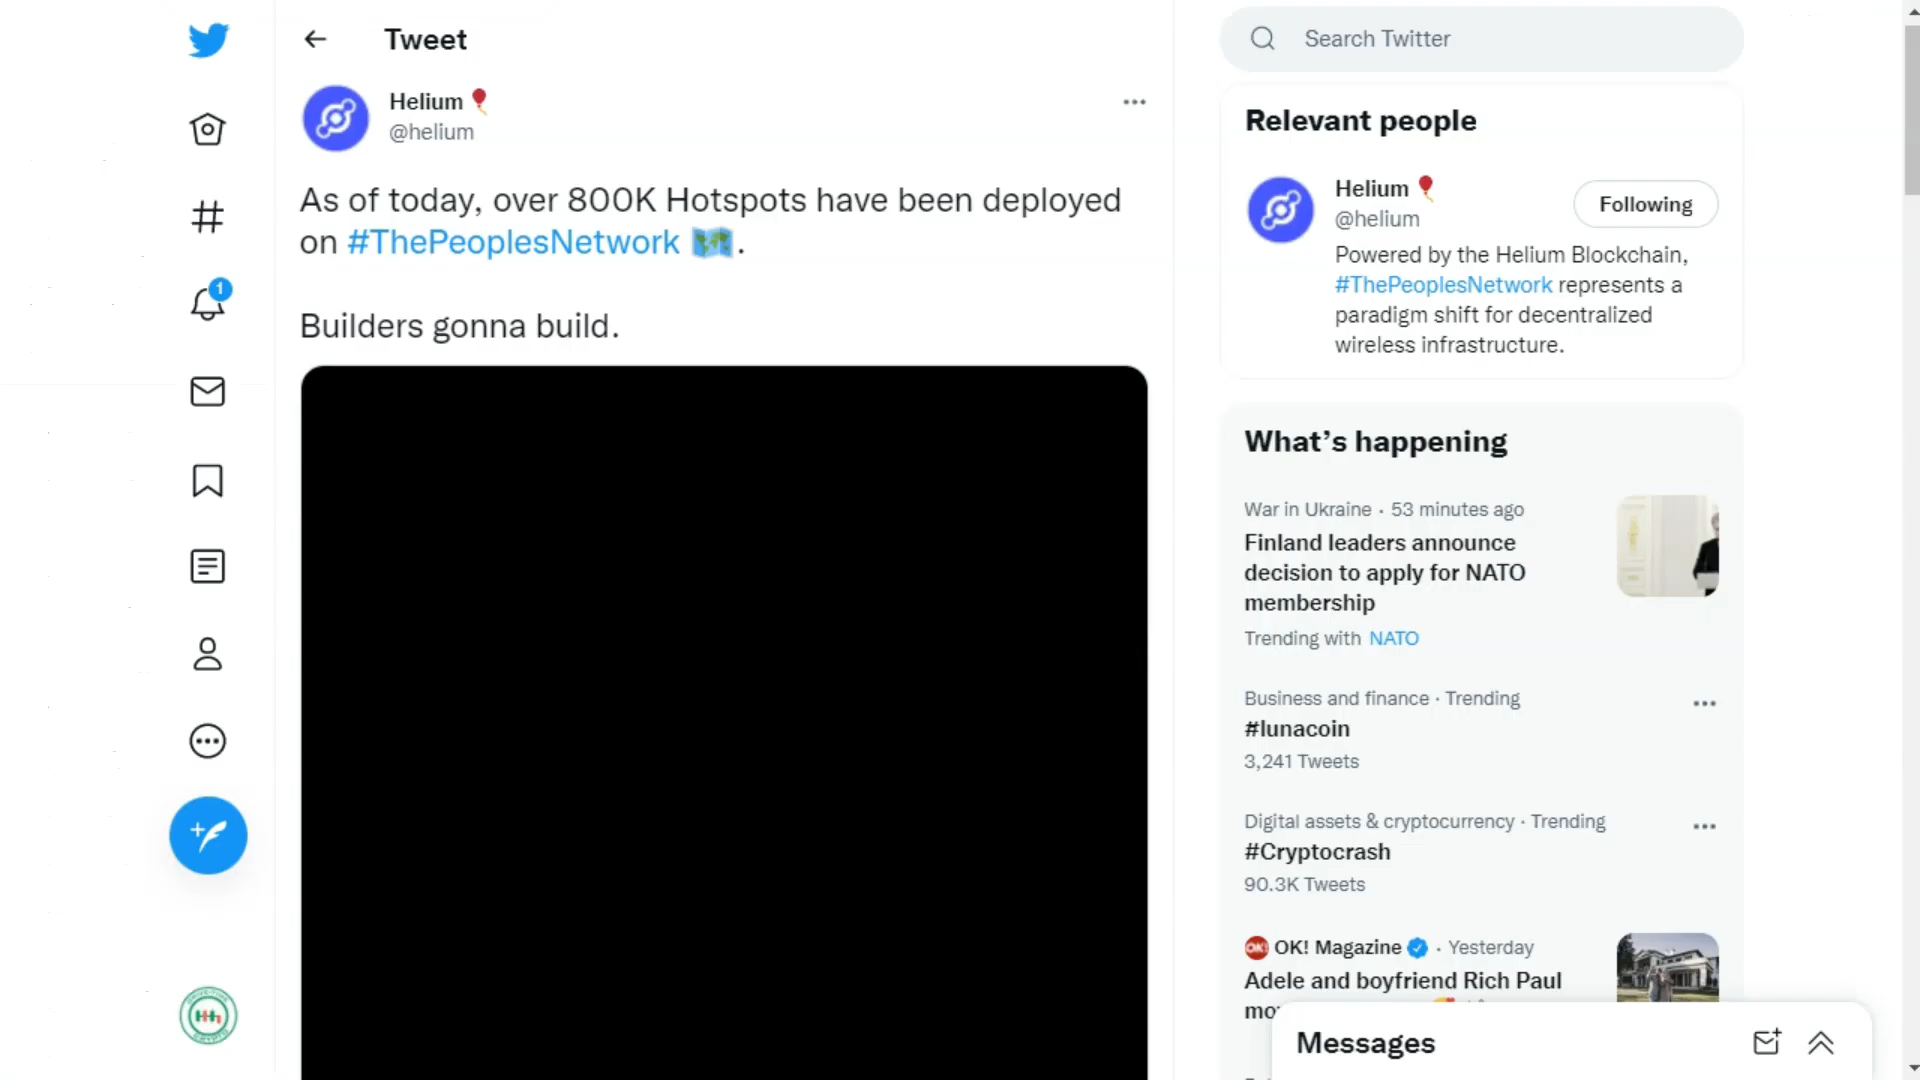 Tweet
Helium
@helium
As of today, over 800K Hotspots have been deployed
on #ThePeoplesNetwork .
Builders gonna build.
1
Search Twitter
Relevant people
Helium
@helium
Following
Powered by the Helium Blockchain,
#ThePeoplesNetwork represents a
paradigm shift for decentralized
wireless infrastructure.
What's happening
War in Ukraine · 53 minutes ago
Finland leaders announce
decision to apply for NATO
membership
Trending with NATO
Business and finance · Trending
#lunacoin
3,241 Tweets
Digital assets & cryptocurrency · Trending
#Cryptocrash
90.3K Tweets
OK! OK! Magazine · Yesterday
Adele and boyfriend Rich Paul
Messages